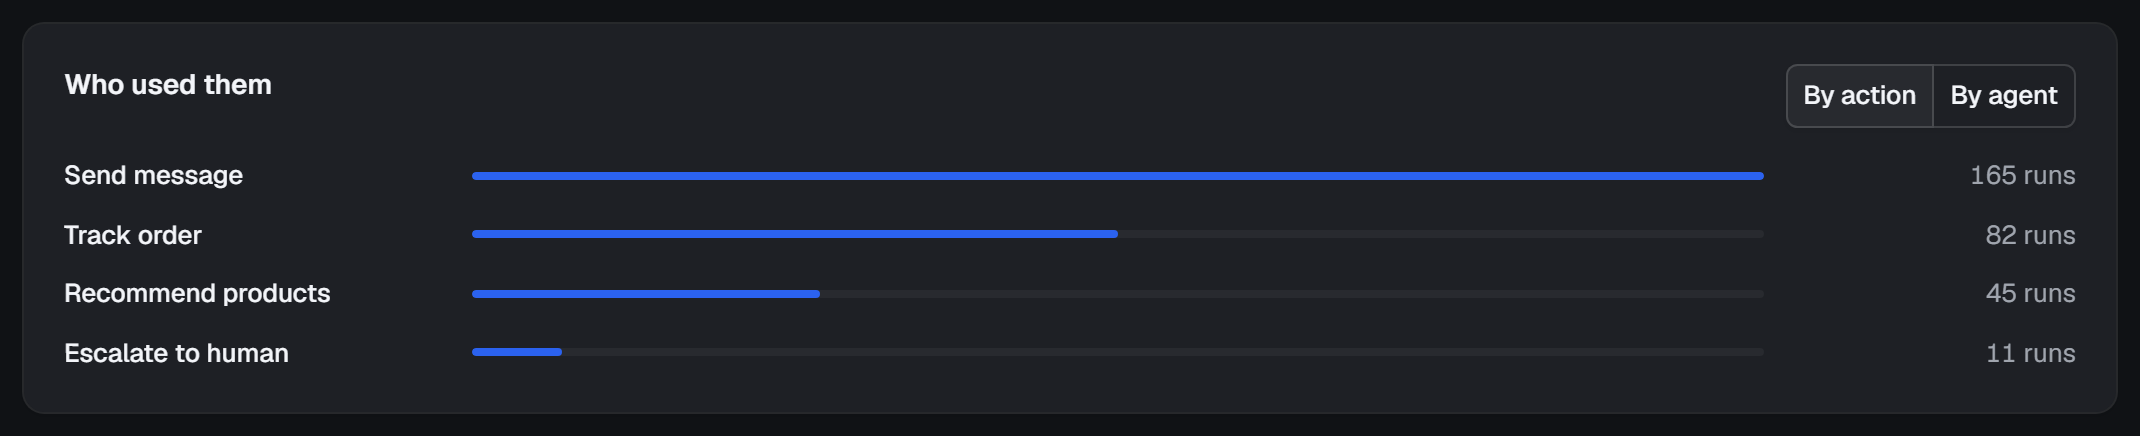 Who used them
By action By agent
Send message 165 runs
Track order 82 runs
Recommend products 45 runs
Escalate to human 11 runs